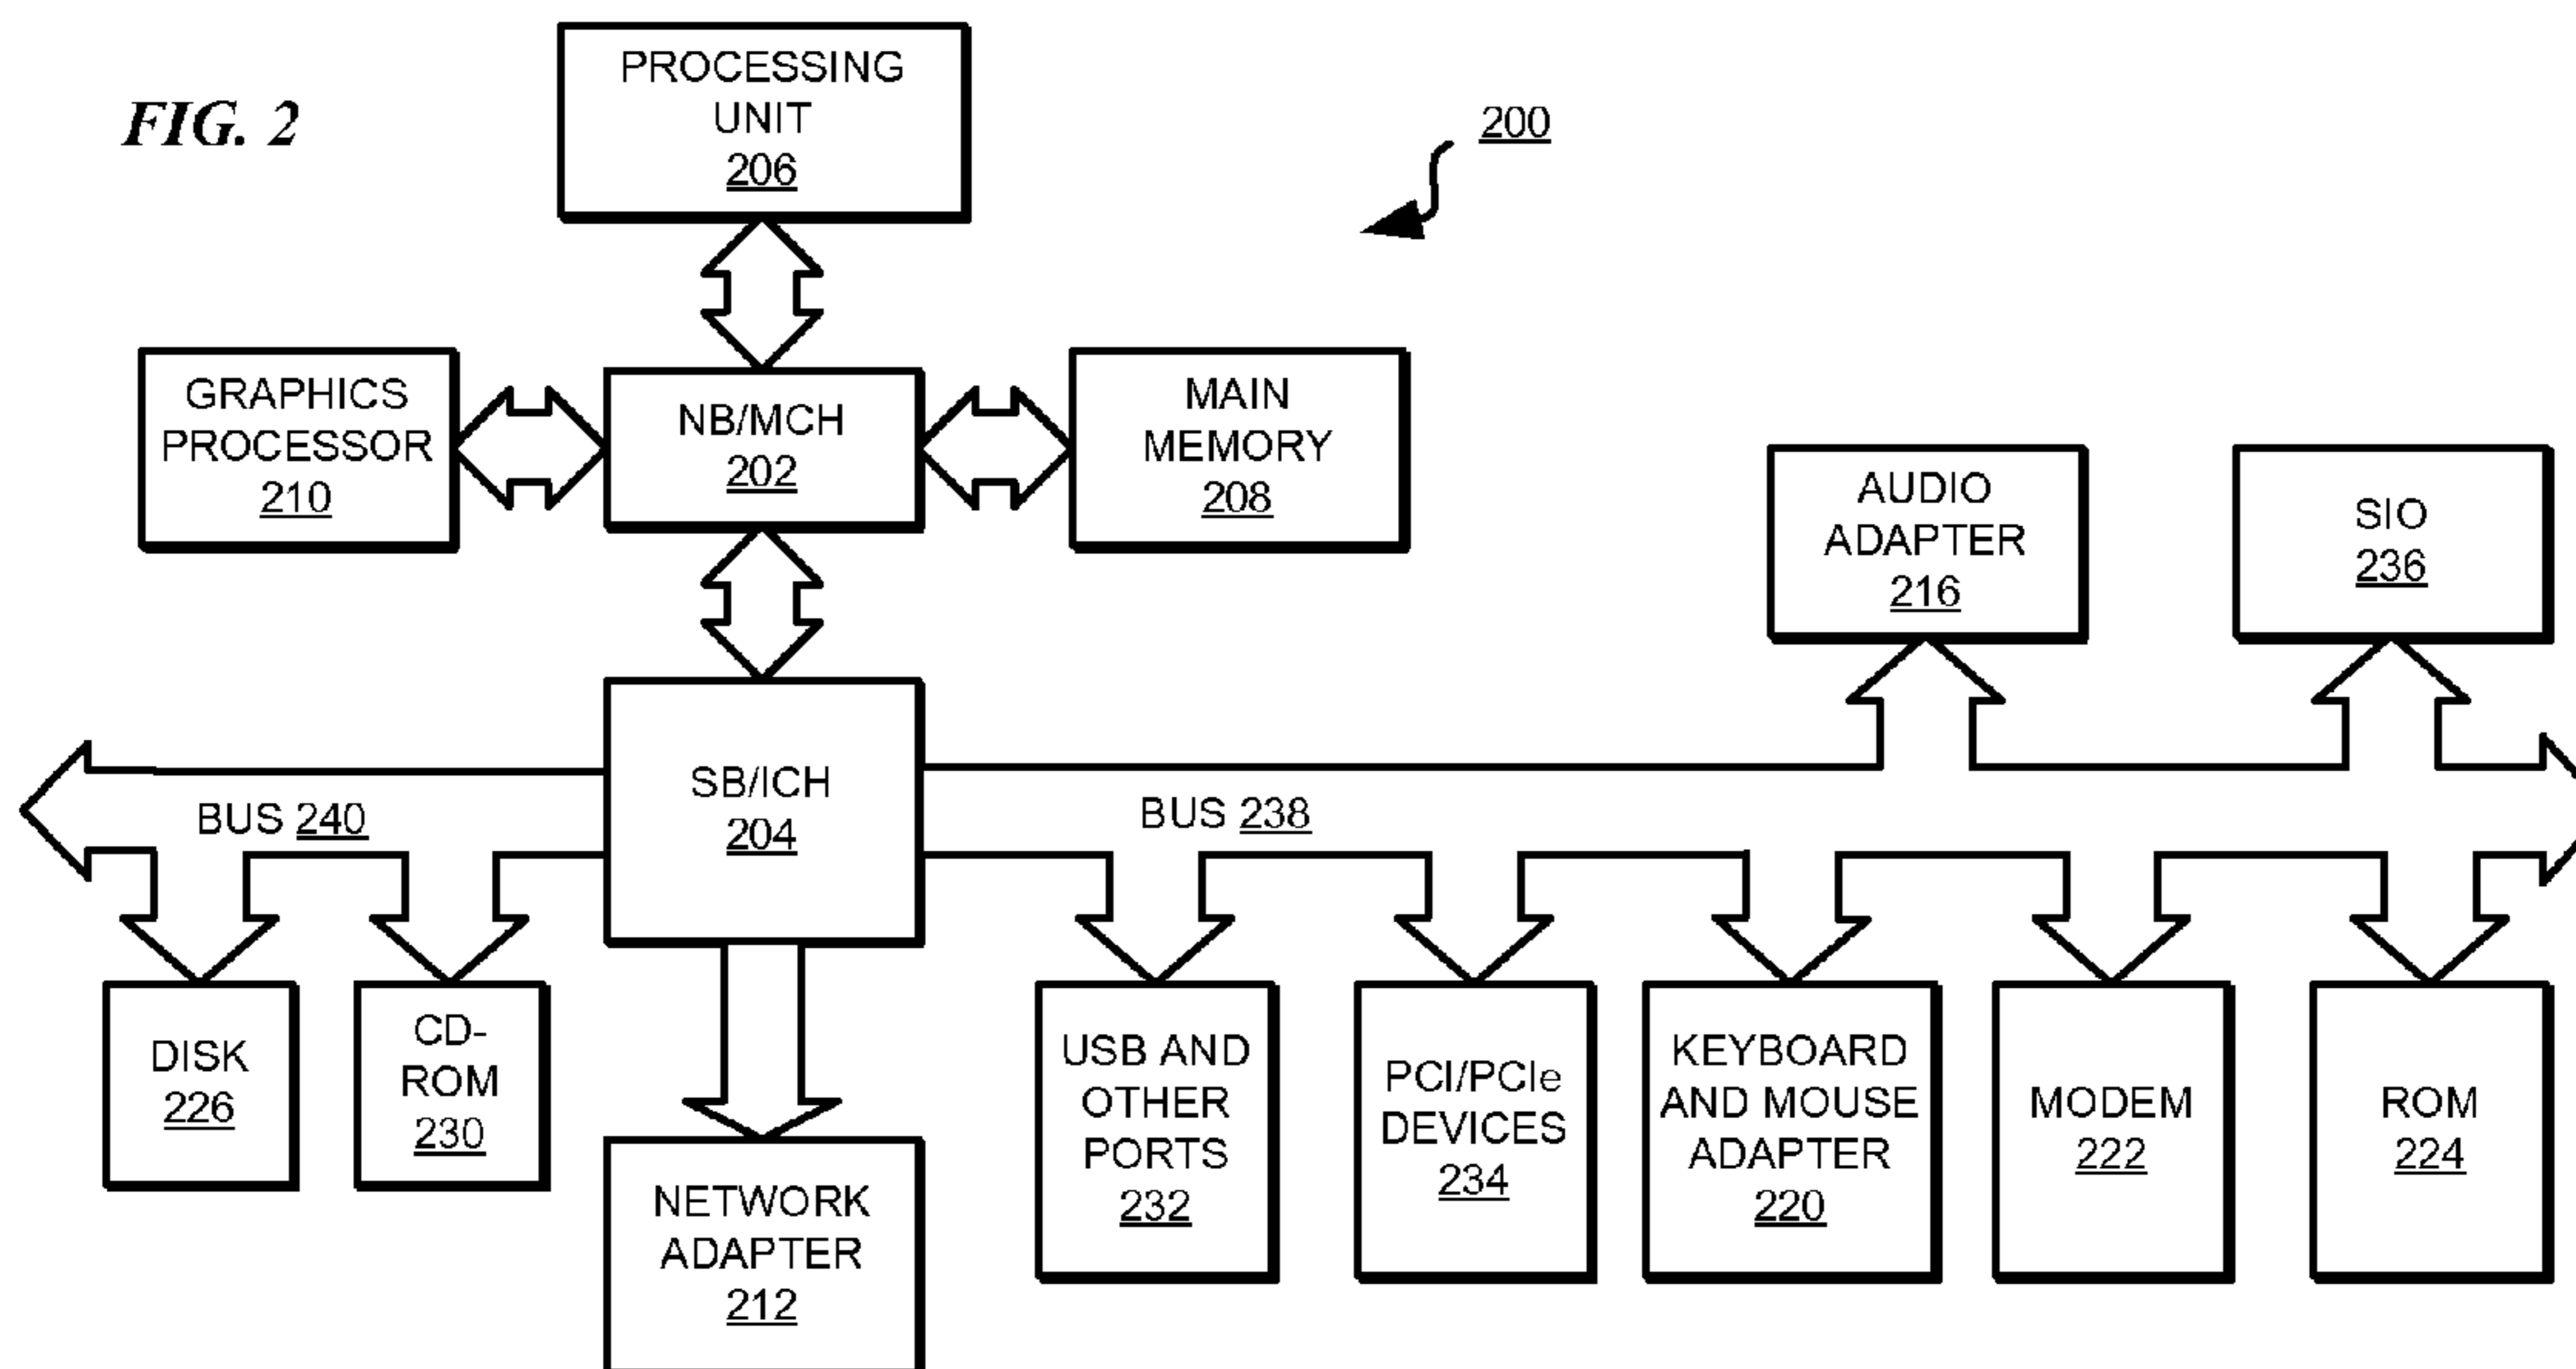 FIG. 2
PROCESSING
UNIT
206
200
GRAPHICS
PROCESSOR
210
NB/MCH
202
MAIN
MEMORY
208
AUDIO
ADAPTER
216
SIO
236
SB/ICH
204
BUS 240
BUS 238
DISK
226
CD-
ROM
230
NETWORK
ADAPTER
212
USB AND
OTHER
PORTS
232
PCI/PCIe
DEVICES
234
KEYBOARD
AND MOUSE
ADAPTER
220
MODEM
222
ROM
224